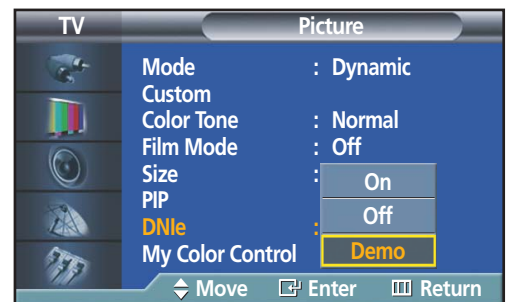 TV Picture
Mode : Dynamic
Custom
Color Tone : Normal
Film Mode : Off
Size :
PIP
DNIe :
My Color Control
On
Off
Demo
Move Enter Return